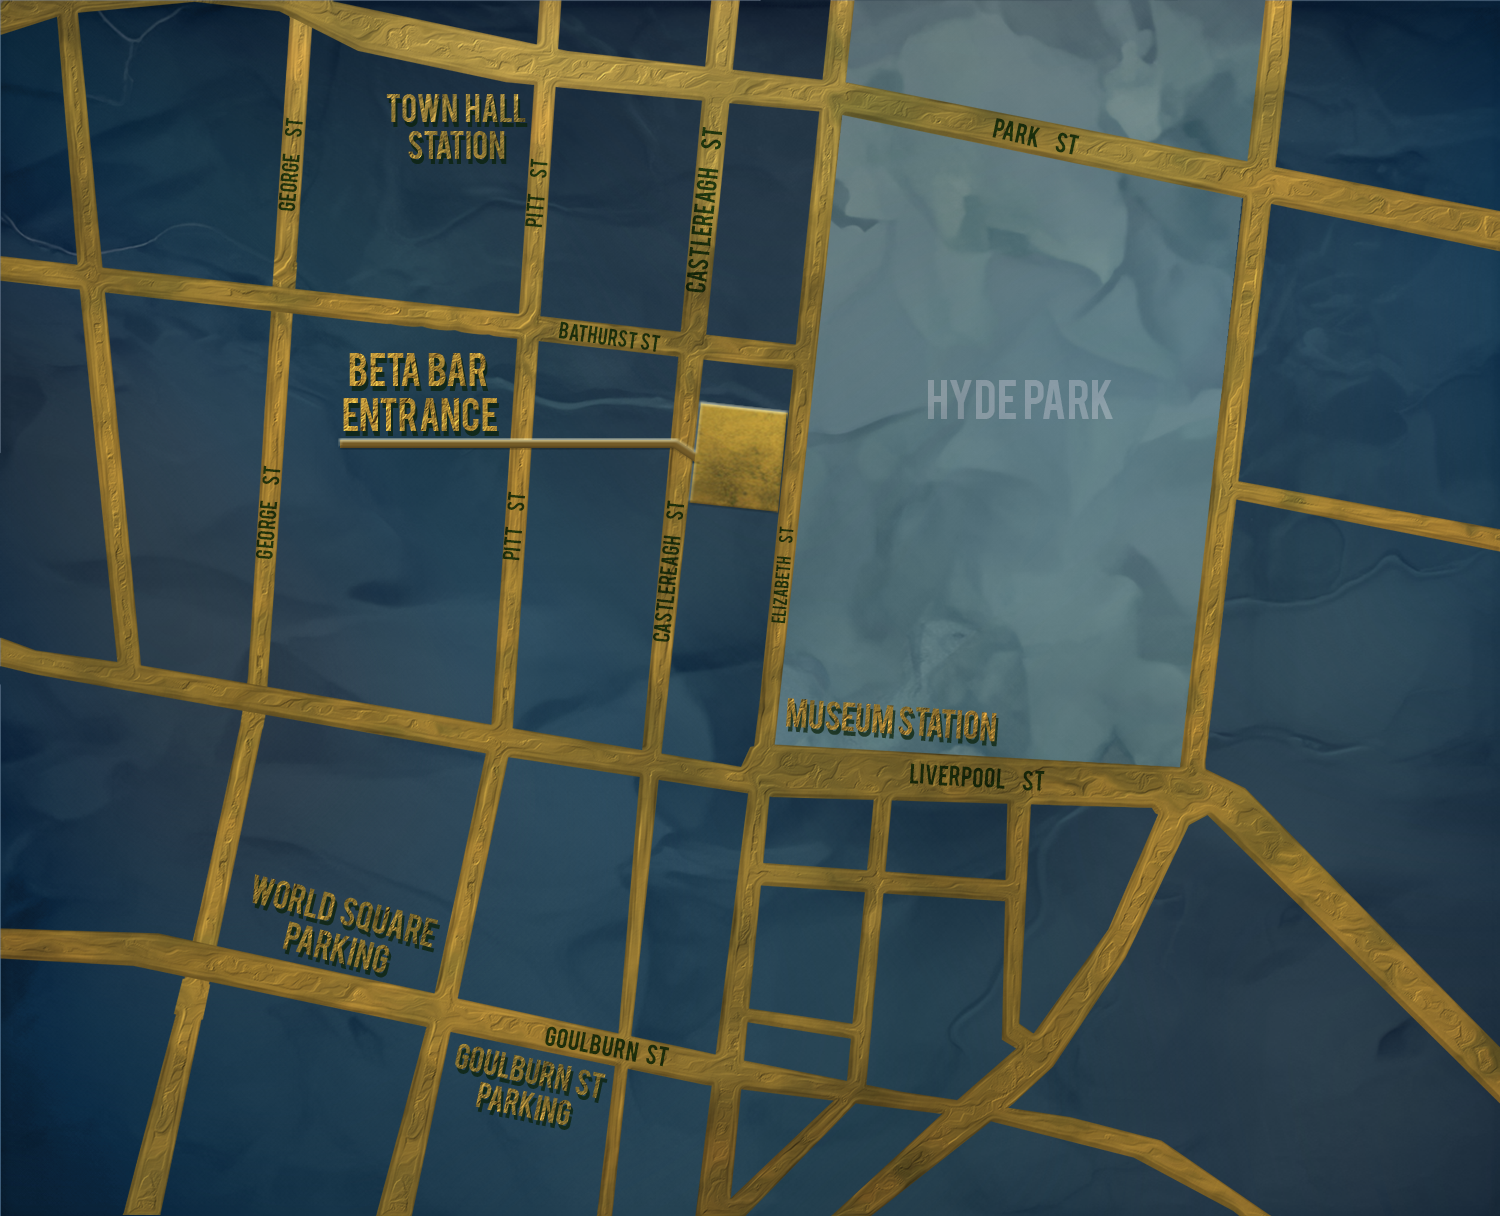 TOWN HALL
STATION
PARK ST
GEORGE ST
PITT ST
CASTLEREAGH ST
BATHURST ST
BETA BAR
ENTRANCE
HYDE PARK
GEORGE ST
PITT ST
CASTLEREAGH ST
ELIZABETH ST
MUSEUM STATION
LIVERPOOL ST
WORLD SQUARE
PARKING
GOULBURN ST
GOULBURN ST
PARKING